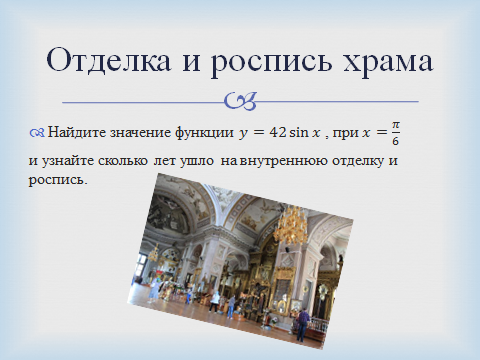 Отделка и роспись храма
Найдите значение функции y = 42 sin x , при x = π/6
и узнайте сколько лет ушло на внутреннюю отделку и
роспись.